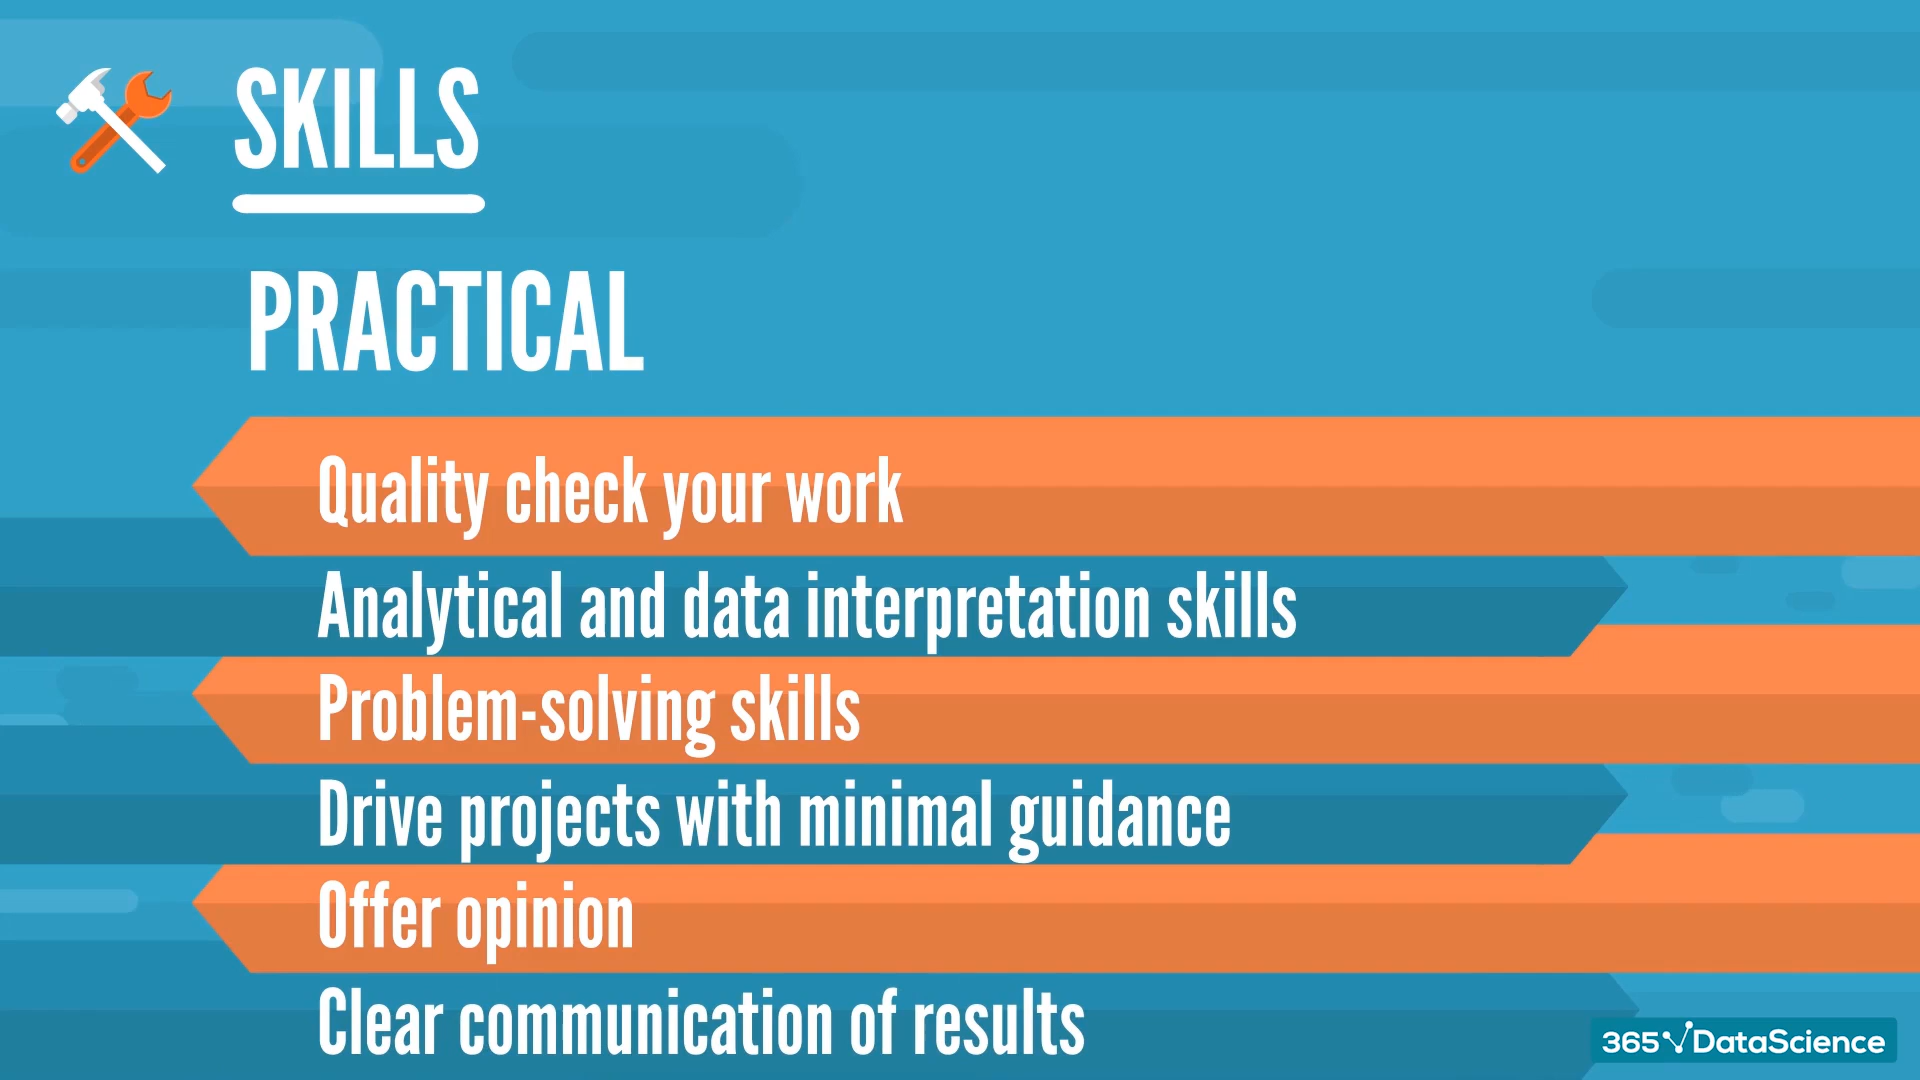 SKILLS
PRACTICAL
Quality check your work
Analytical and data interpretation skills
Problem-solving skills
Drive projects with minimal guidance
Offer opinion
Clear communication of results
365 DataScience